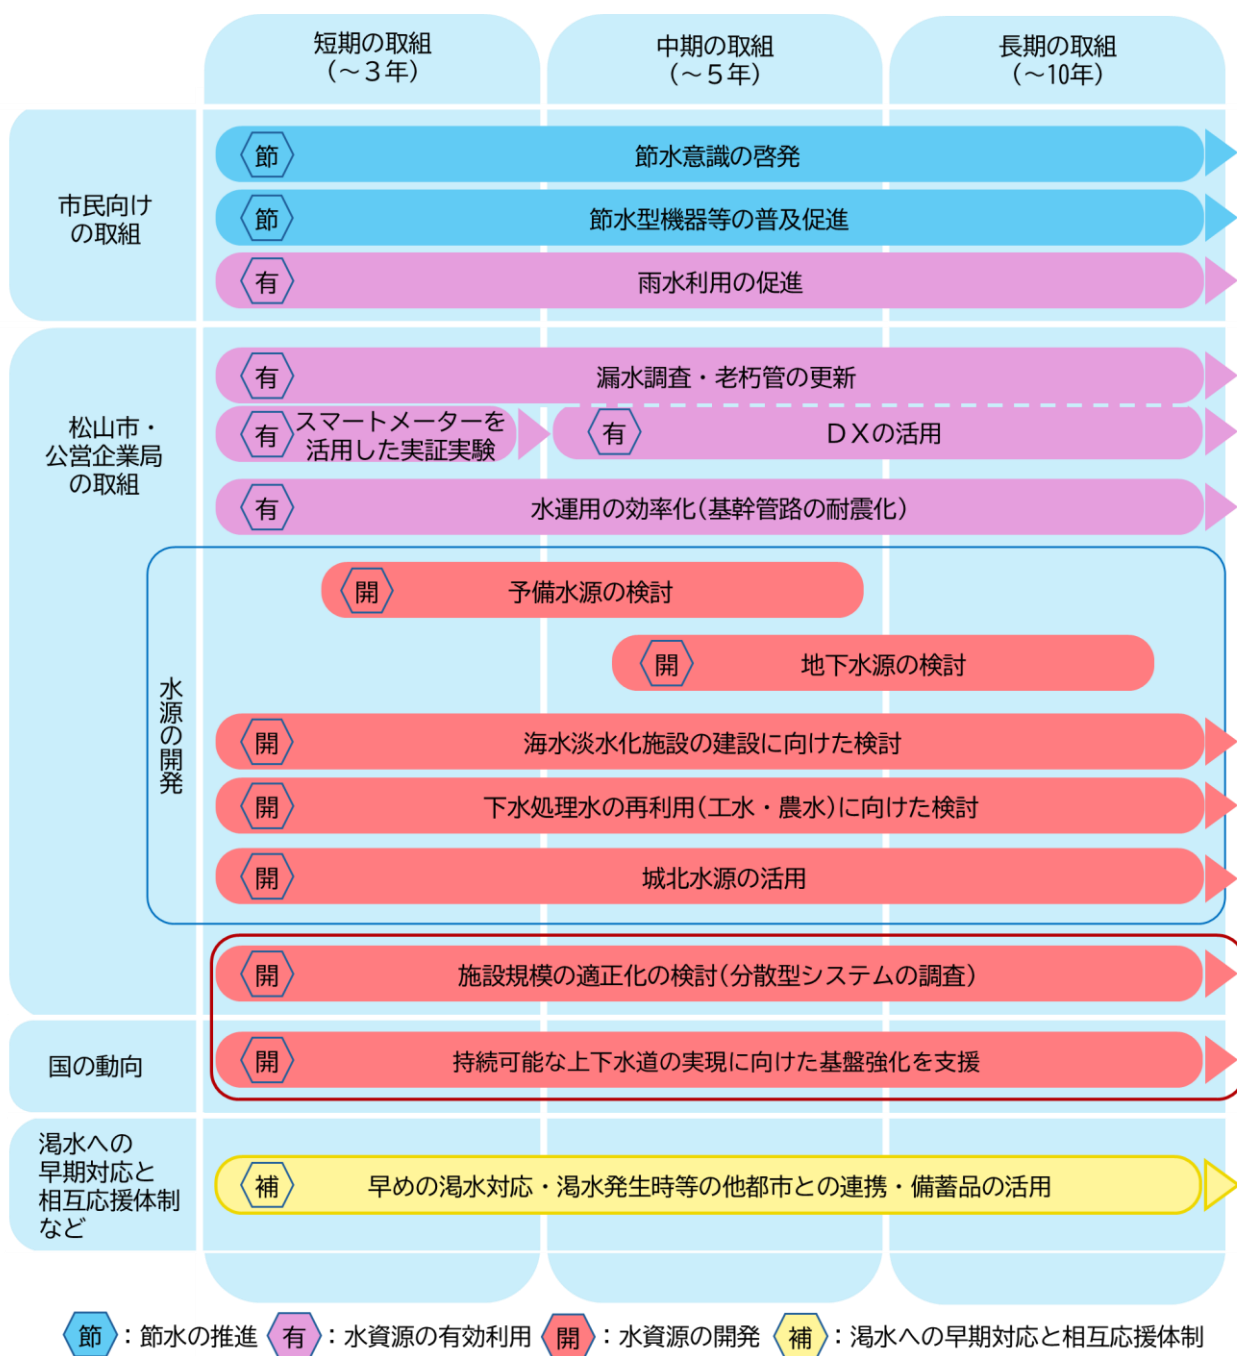 短期の取組
（～３年）
中期の取組
（～５年）
長期の取組
（～10年）
市民向け
の取組
節
節水意識の啓発
節
節水型機器等の普及促進
有
雨水利用の促進
松山市・
公営企業局
の取組
有
漏水調査・老朽管の更新
有
スマートメーターを
活用した実証実験
有
ＤＸの活用
有
水運用の効率化（基幹管路の耐震化）
水源の開発
開
予備水源の検討
開
地下水源の検討
開
海水淡水化施設の建設に向けた検討
開
下水処理水の再利用（工水・農水）に向けた検討
開
城北水源の活用
開
施設規模の適正化の検討（分散型システムの調査）
国の動向
開
持続可能な上下水道の実現に向けた基盤強化を支援
渇水への
早期対応と
相互応援体制
など
補
早めの渇水対応・渇水発生時等の他都市との連携・備蓄品の活用
節：節水の推進 有：水資源の有効利用 開：水資源の開発 補：渇水への早期対応と相互応援体制